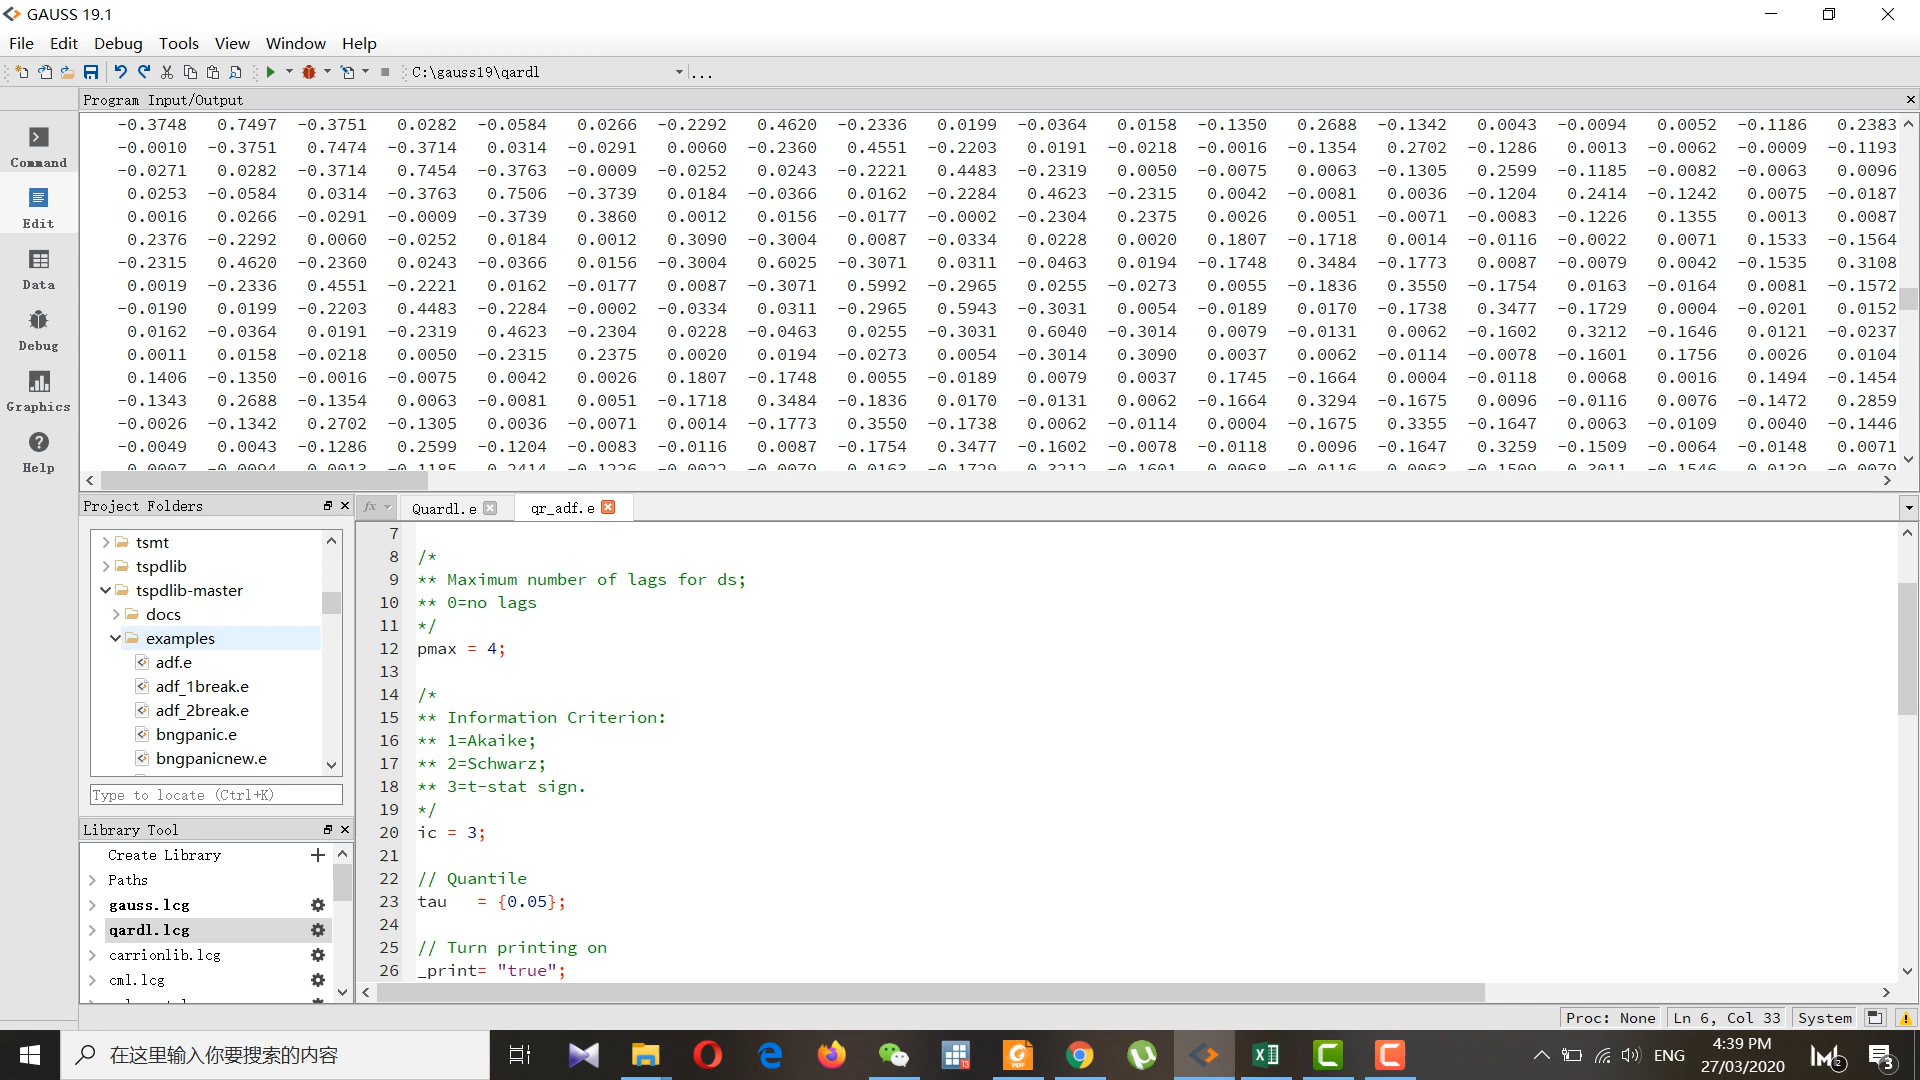 GAUSS 19.1
File Edit Debug Tools View Window Help
C:\gauss19\qardl ...
Program Input/Output
-0.3748 0.7497 -0.3751 0.0282 -0.0584 0.0266 -0.2292 0.4620 -0.2336 0.0199 -0.0364 0.0158 -0.1350 0.2688 -0.1342 0.0043 -0.0094 0.0052 -0.1186 0.2383
-0.0010 -0.3751 0.7474 -0.3714 0.0314 -0.0291 0.0060 -0.2360 0.4551 -0.2203 0.0191 -0.0218 -0.0016 -0.1354 0.2702 -0.1286 0.0013 -0.0062 -0.0009 -0.1193
-0.0271 0.0282 -0.3714 0.7454 -0.3763 -0.0009 -0.0252 0.0243 -0.2221 0.4483 -0.2319 0.0050 -0.0075 0.0063 -0.1305 0.2599 -0.1185 -0.0082 -0.0063 0.0096
0.0253 -0.0584 0.0314 -0.3763 0.7506 -0.3739 0.0184 -0.0366 0.0162 -0.2284 0.4623 -0.2315 0.0042 -0.0081 0.0036 -0.1204 0.2414 -0.1242 0.0075 -0.0187
0.0016 0.0266 -0.0291 -0.0009 -0.3739 0.3860 0.0012 0.0156 -0.0177 -0.0002 -0.2304 0.2375 0.0026 0.0051 -0.0071 -0.0083 -0.1226 0.1355 0.0013 0.0087
0.2376 -0.2292 0.0060 -0.0252 0.0184 0.0012 0.3090 -0.3004 0.0087 -0.0334 0.0228 0.0020 0.1807 -0.1718 0.0014 -0.0116 -0.0022 0.0071 0.1533 -0.1564
-0.2315 0.4620 -0.2360 0.0243 -0.0366 0.0156 -0.3004 0.6025 -0.3071 0.0311 -0.0463 0.0194 -0.1748 0.3484 -0.1773 0.0087 -0.0079 0.0042 -0.1535 0.3108
0.0019 -0.2336 0.4551 -0.2221 0.0162 -0.0177 0.0087 -0.3071 0.5992 -0.2965 0.0255 -0.0273 0.0055 -0.1836 0.3550 -0.1754 0.0163 -0.0164 0.0081 -0.1572
-0.0190 0.0199 -0.2203 0.4483 -0.2284 -0.0002 -0.0334 0.0311 -0.2965 0.5943 -0.3031 0.0054 -0.0189 0.0170 -0.1738 0.3477 -0.1729 0.0004 -0.0201 0.0152
0.0162 -0.0364 0.0191 -0.2319 0.4623 -0.2304 0.0228 -0.0463 0.0255 -0.3031 0.6040 -0.3014 0.0079 -0.0131 0.0062 -0.1602 0.3212 -0.1646 0.0121 -0.0237
0.0011 0.0158 -0.0218 0.0050 -0.2315 0.2375 0.0020 0.0194 -0.0273 0.0054 -0.3014 0.3090 0.0037 0.0062 -0.0114 -0.0078 -0.1601 0.1756 0.0026 0.0104
0.1406 -0.1350 -0.0016 -0.0075 0.0042 0.0026 0.1807 -0.1748 0.0055 -0.0189 0.0079 0.0037 0.1745 -0.1664 0.0004 -0.0118 0.0068 0.0016 0.1494 -0.1454
-0.1343 0.2688 -0.1354 0.0063 -0.0081 0.0051 -0.1718 0.3484 -0.1836 0.0170 -0.0131 0.0062 -0.1664 0.3294 -0.1675 0.0096 -0.0116 0.0076 -0.1472 0.2859
-0.0026 -0.1342 0.2702 -0.1305 0.0036 -0.0071 0.0014 -0.1773 0.3550 -0.1738 0.0062 -0.0114 0.0004 -0.1675 0.3355 -0.1647 0.0063 -0.0109 0.0040 -0.1446
-0.0049 0.0043 -0.1286 0.2599 -0.1204 -0.0083 -0.0116 0.0087 -0.1754 0.3477 -0.1602 -0.0078 -0.0118 0.0096 -0.1647 0.3259 -0.1509 -0.0064 -0.0148 0.0071
Command
Edit
Data
Debug
Graphics
Help
Project Folders
tsmt
tspdlib
tspdlib-master
docs
examples
adf.e
adf_1break.e
adf_2break.e
bngpanic.e
bngpanicnew.e
Type to locate (Ctrl+K)
Library Tool
Create Library
Paths
gauss.lcg
qardl.lcg
carrionlib.lcg
cml.lcg
fx Quardl.e qr_adf.e
7
8 /*
9 ** Maximum number of lags for ds;
10 ** 0=no lags
11 */
12 pmax = 4;
13
14 /*
15 ** Information Criterion:
16 ** 1=Akaike;
17 ** 2=Schwarz;
18 ** 3=t-stat sign.
19 */
20 ic = 3;
21
22 // Quantile
23 tau = {0.05};
24
25 // Turn printing on
26 _print= "true";
Proc: None Ln 6, Col 33 System
在这里输入你要搜索的内容
ENG
4:39 PM
27/03/2020
2
3